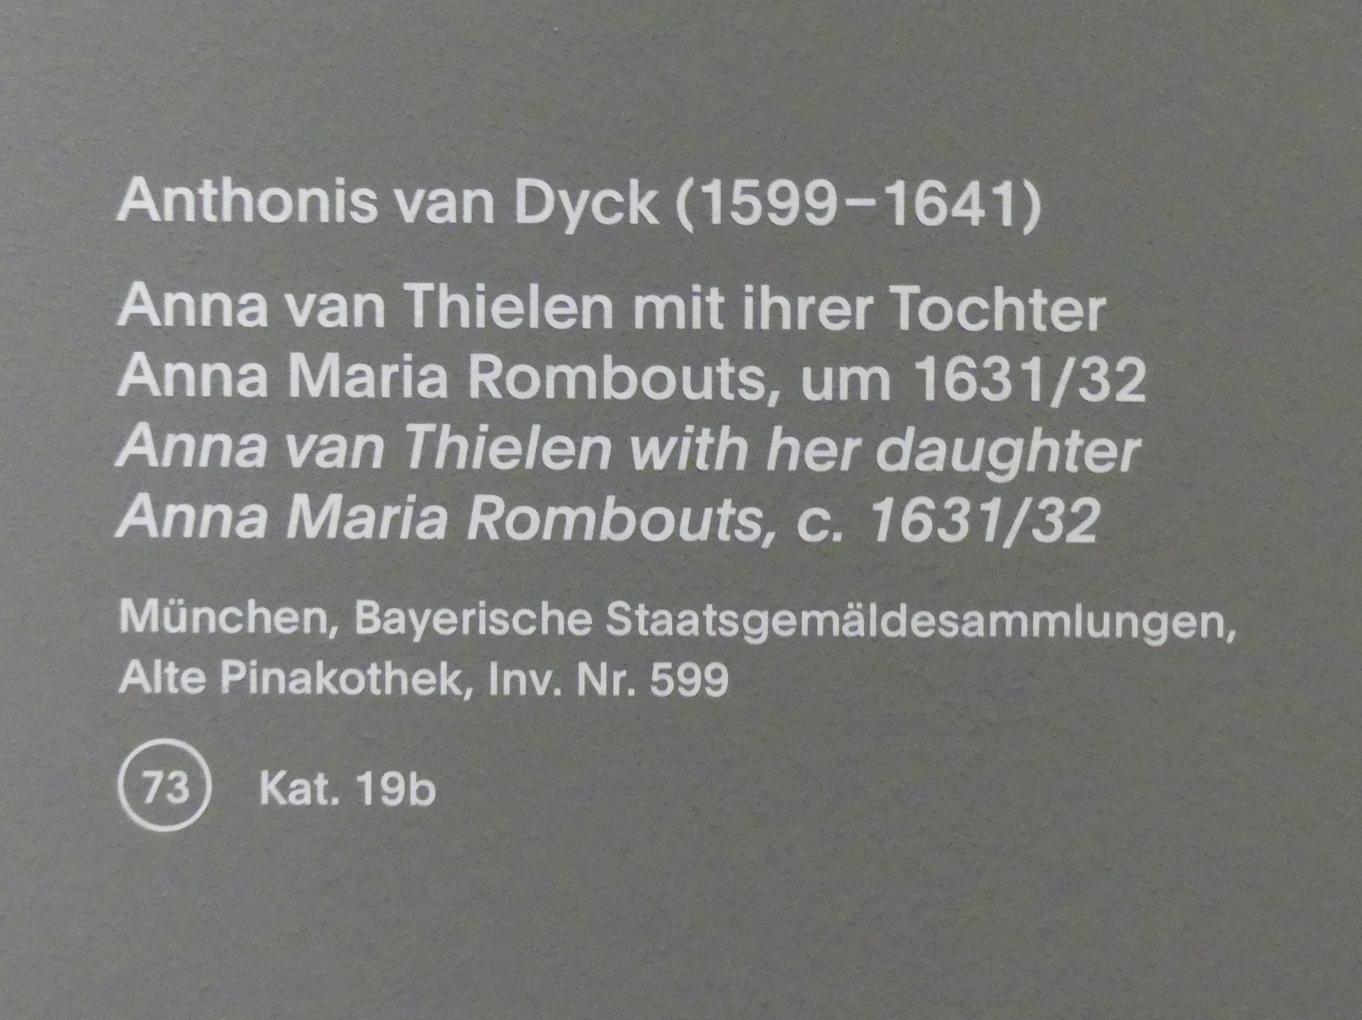 Anthonis van Dyck (1599–1641)
Anna van Thielen mit ihrer Tochter
Anna Maria Rombouts, um 1631/32
Anna van Thielen with her daughter
Anna Maria Rombouts, c. 1631/32
München, Bayerische Staatsgemäldesammlungen,
Alte Pinakothek, Inv. Nr. 599
73 Kat. 19b